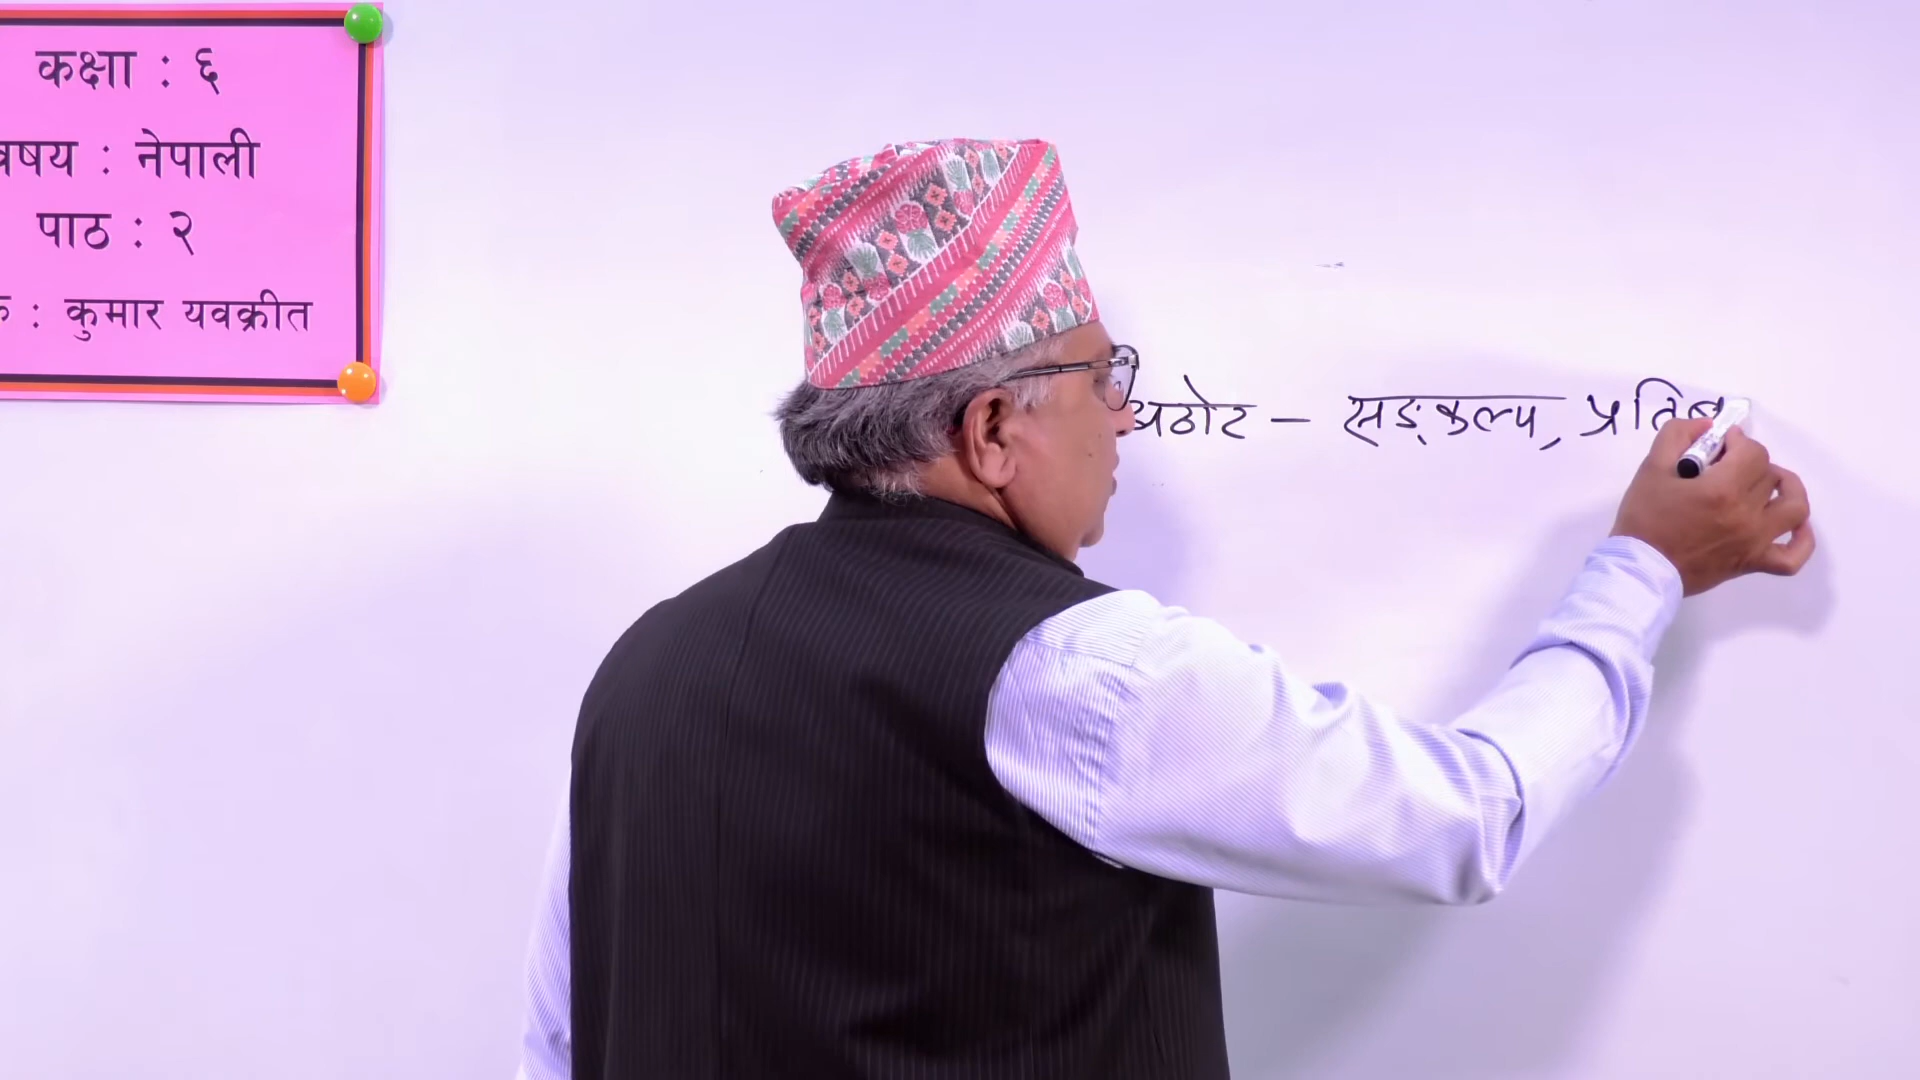 कक्षा : ६
विषय : नेपाली
पाठ : २
: कुमार यवक्रीत
अठोट – सङ्कल्प, प्रतिब